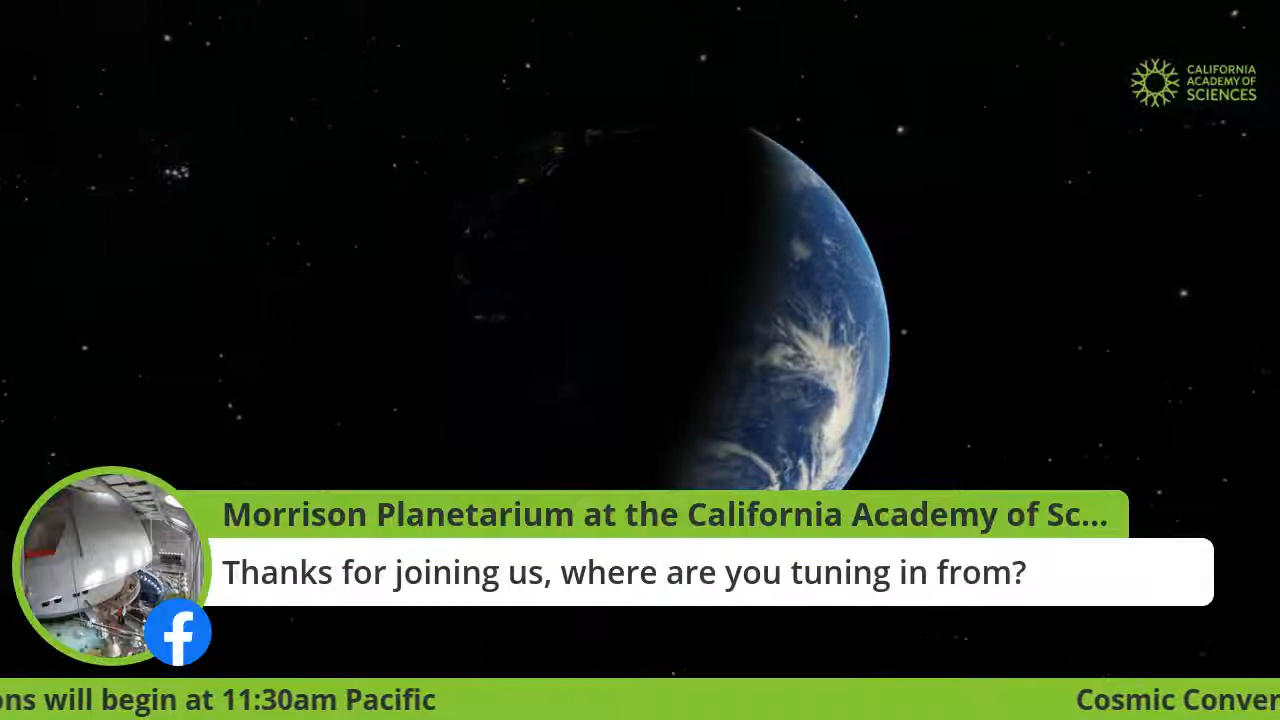 CALIFORNIA
ACADEMY OF
SCIENCES
Morrison Planetarium at the California Academy of Sc...
Thanks for joining us, where are you tuning in from?
ons will begin at 11:30am Pacific
Cosmic Conver